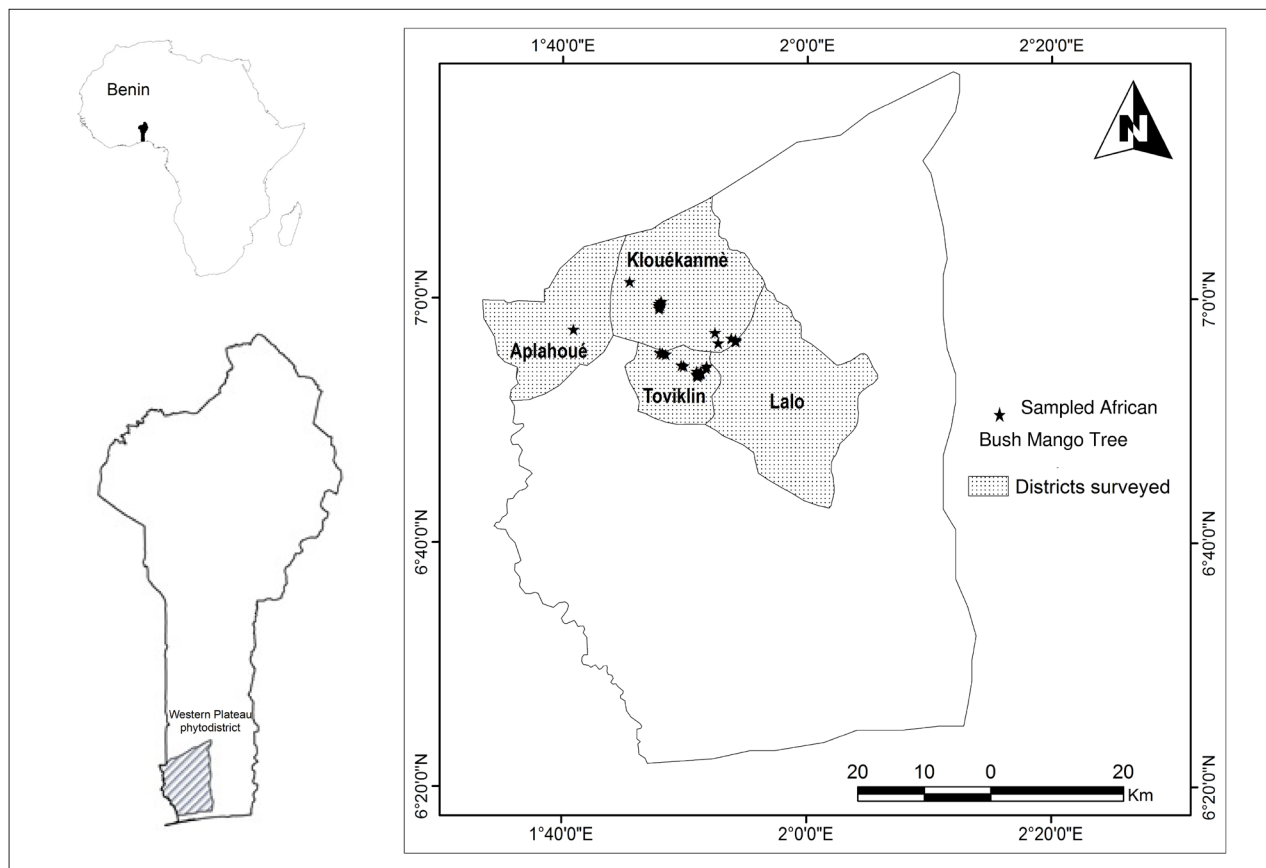 Benin
Western Plateau
phytodistrict
1°40'0"E
2°0'0"E
2°20'0"E
N
7°0'0"N
7°0'0"N
Klouékanmè
Aplahoué
Toviklin
Lalo
Sampled African
Bush Mango Tree
Districts surveyed
6°40'0"N
6°40'0"N
20 10 0 20
Km
6°20'0"N
6°20'0"N
1°40'0"E
2°0'0"E
2°20'0"E